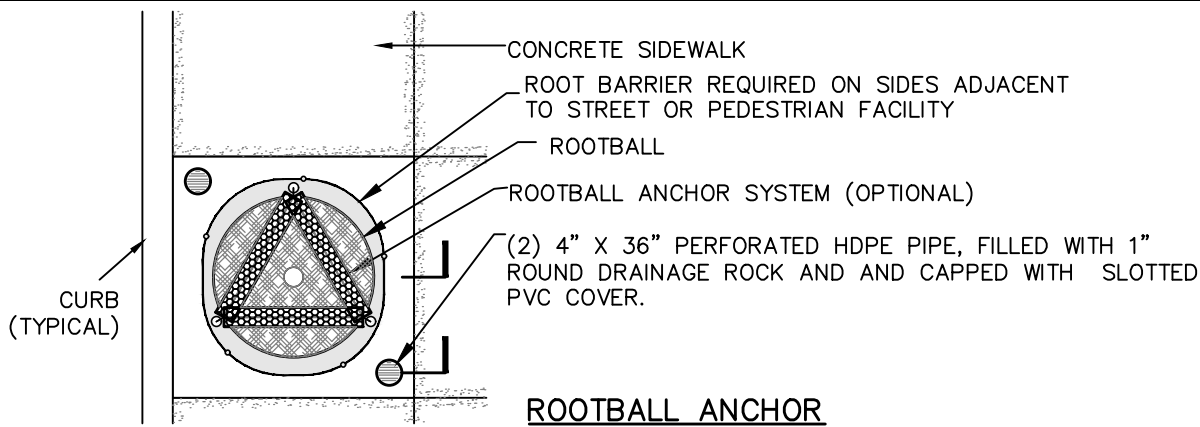 CONCRETE SIDEWALK
ROOT BARRIER REQUIRED ON SIDES ADJACENT
TO STREET OR PEDESTRIAN FACILITY
ROOTBALL
ROOTBALL ANCHOR SYSTEM (OPTIONAL)
(2) 4” X 36” PERFORATED HDPE PIPE, FILLED WITH 1”
ROUND DRAINAGE ROCK AND AND CAPPED WITH SLOTTED
PVC COVER.
CURB
(TYPICAL)
ROOTBALL ANCHOR